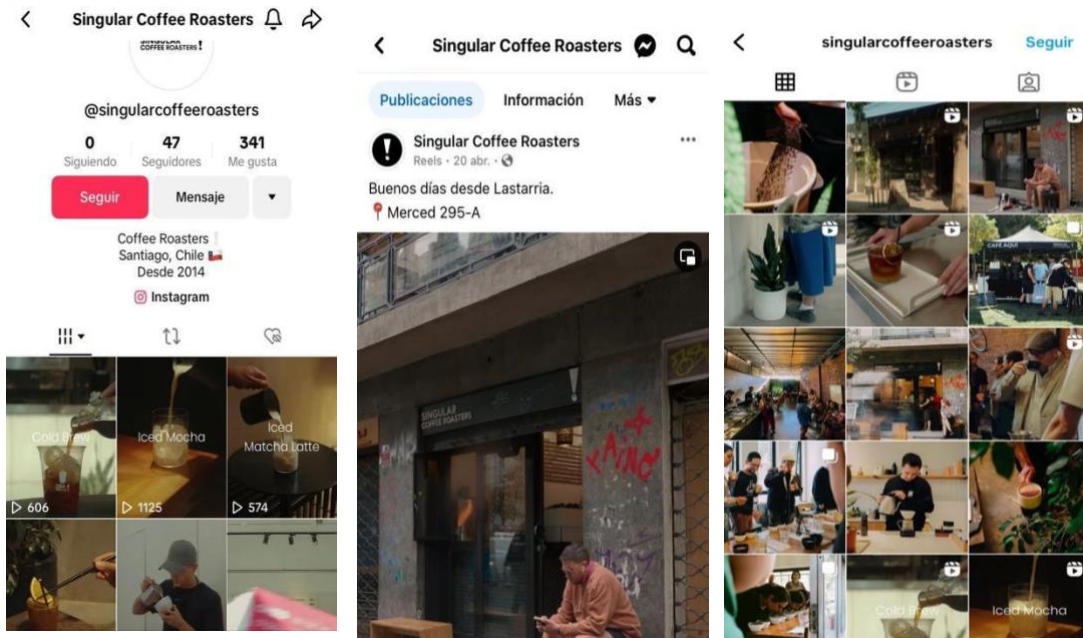 Singular Coffee Roasters
COFFEE ROASTERS !
@singularcoffeeroasters
0 47 341
Siguiendo Seguidores Me gusta
Seguir Mensaje
Coffee Roasters
Santiago, Chile 🇨🇱
Desde 2014
Instagram
Cold Brew
Iced Mocha
Iced
Matcha Latte
606 1125 574
Singular Coffee Roasters
Publicaciones Información Más
Singular Coffee Roasters
Reels · 20 abr. ·
Buenos días desde Lastarria.
📍 Merced 295-A
SINGULAR
COFFEE ROASTERS
singularcoffeeroasters Seguir
CAFÉ AQUÍ
Cold Brew
Iced Mocha